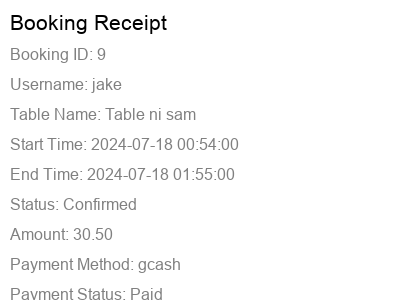 Booking Receipt
Booking ID: 9
Username: jake
Table Name: Table ni sam
Start Time: 2024-07-18 00:54:00
End Time: 2024-07-18 01:55:00
Status: Confirmed
Amount: 30.50
Payment Method: gcash
Payment Status: Paid